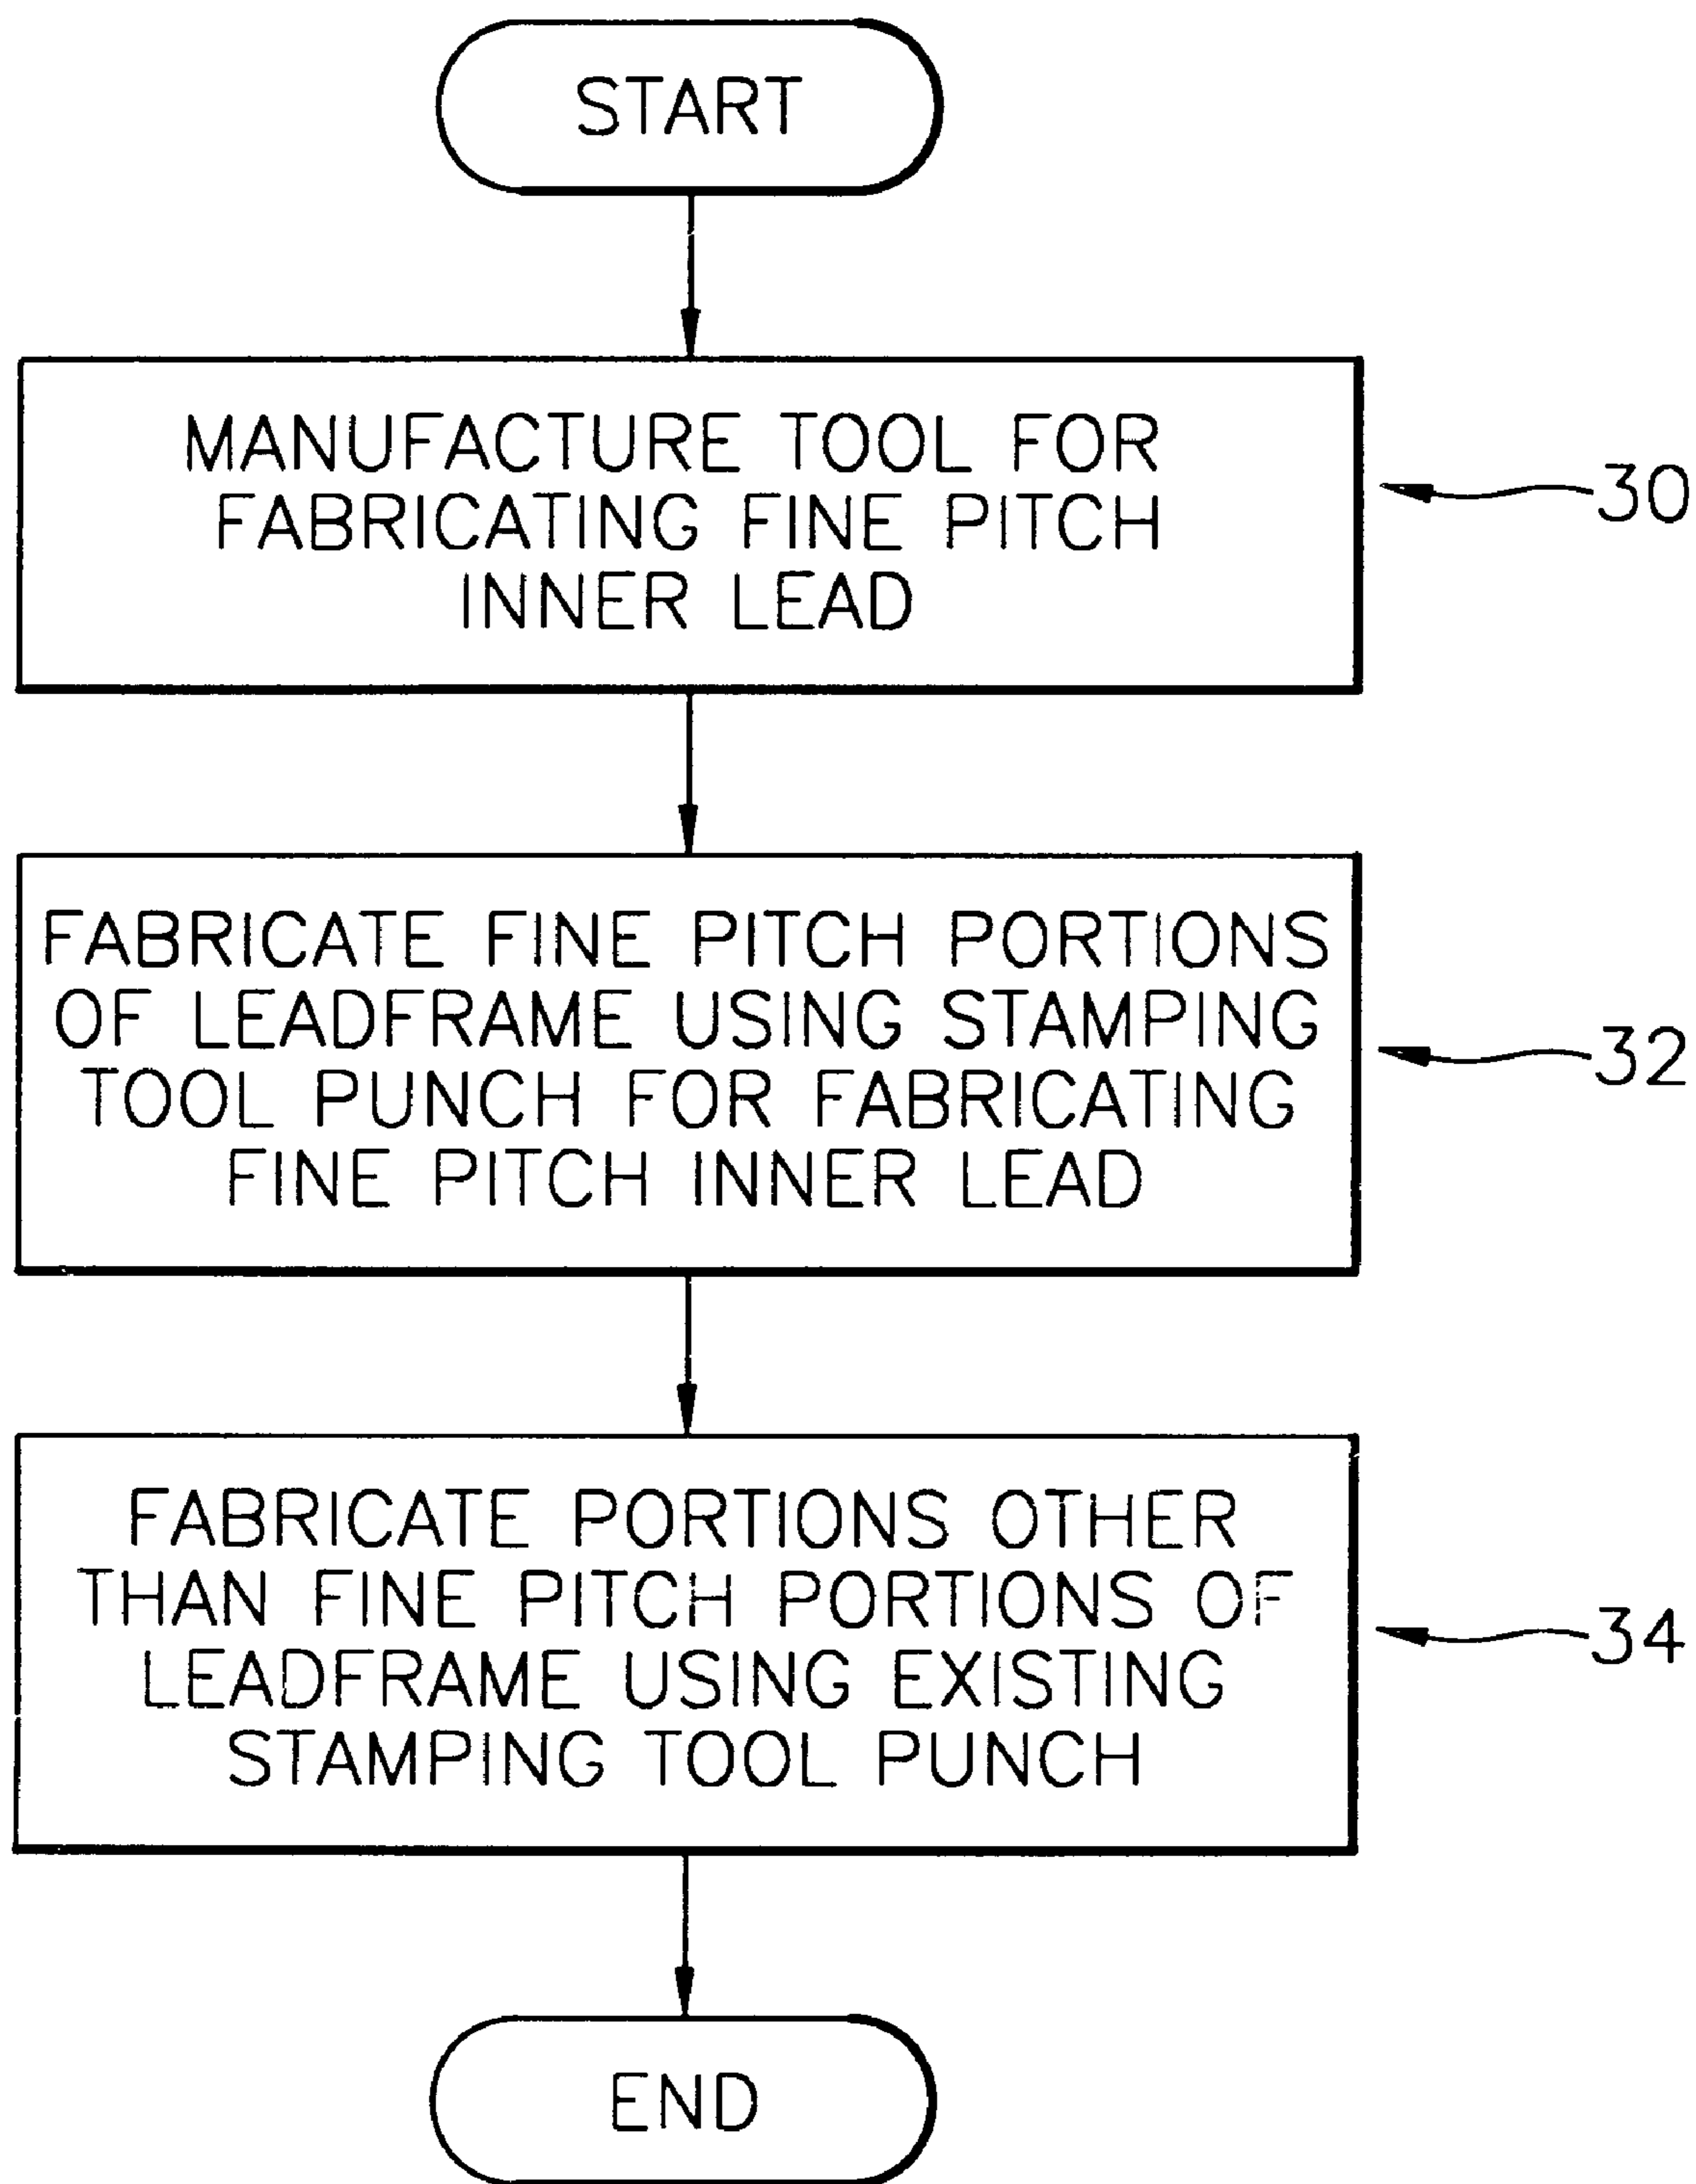 START
MANUFACTURE TOOL FOR
FABRICATING FINE PITCH
INNER LEAD
30
FABRICATE FINE PITCH PORTIONS
OF LEADFRAME USING STAMPING
TOOL PUNCH FOR FABRICATING
FINE PITCH INNER LEAD
32
FABRICATE PORTIONS OTHER
THAN FINE PITCH PORTIONS OF
LEADFRAME USING EXISTING
STAMPING TOOL PUNCH
34
END